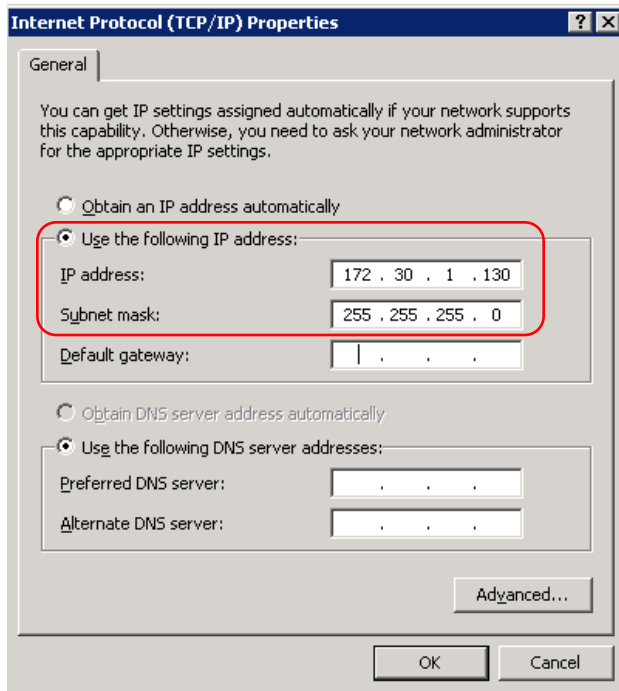 Internet Protocol (TCP/IP) Properties
General
You can get IP settings assigned automatically if your network supports
this capability. Otherwise, you need to ask your network administrator
for the appropriate IP settings.
Obtain an IP address automatically
Use the following IP address:
IP address: 172 . 30 . 1 . 130
Subnet mask: 255 . 255 . 255 . 0
Default gateway: . . .
Obtain DNS server address automatically
Use the following DNS server addresses:
Preferred DNS server: . . .
Alternate DNS server: . . .
Advanced...
OK Cancel